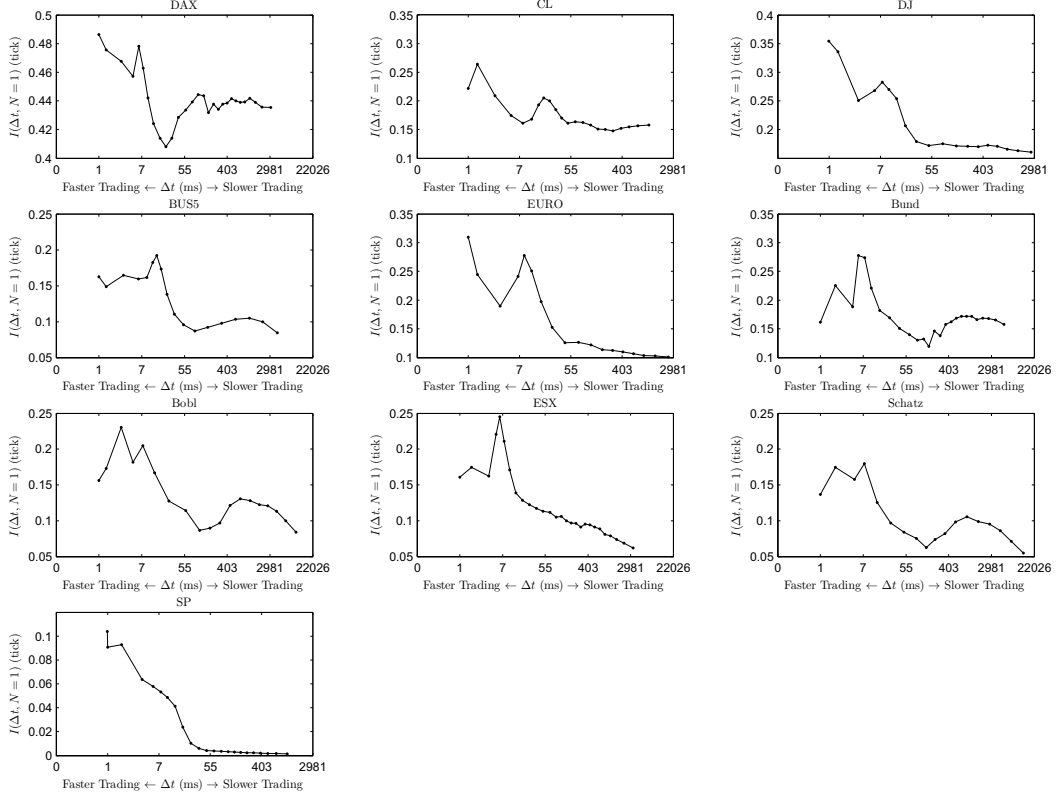 DAX
0.5
0.48
0.46
0.44
0.42
0.4
I(Δt, N = 1) (tick)
0 1 7 55 403 2981 22026
Faster Trading ← Δt (ms) → Slower Trading
CL
0.35
0.3
0.25
0.2
0.15
0.1
I(Δt, N = 1) (tick)
0 1 7 55 403 2981
Faster Trading ← Δt (ms) → Slower Trading
DJ
0.4
0.35
0.3
0.25
0.2
I(Δt, N = 1) (tick)
0 1 7 55 403 2981
Faster Trading ← Δt (ms) → Slower Trading
BUS5
0.25
0.2
0.15
0.1
0.05
I(Δt, N = 1) (tick)
0 1 7 55 403 2981 22026
Faster Trading ← Δt (ms) → Slower Trading
EURO
0.35
0.3
0.25
0.2
0.15
0.1
I(Δt, N = 1) (tick)
0 1 7 55 403 2981
Faster Trading ← Δt (ms) → Slower Trading
Bund
0.35
0.3
0.25
0.2
0.15
0.1
I(Δt, N = 1) (tick)
0 1 7 55 403 2981 22026
Faster Trading ← Δt (ms) → Slower Trading
Bobl
0.25
0.2
0.15
0.1
0.05
I(Δt, N = 1) (tick)
0 1 7 55 403 2981 22026
Faster Trading ← Δt (ms) → Slower Trading
ESX
0.25
0.2
0.15
0.1
0.05
I(Δt, N = 1) (tick)
0 1 7 55 403 2981 22026
Faster Trading ← Δt (ms) → Slower Trading
Schatz
0.25
0.2
0.15
0.1
0.05
I(Δt, N = 1) (tick)
0 1 7 55 403 2981 22026
Faster Trading ← Δt (ms) → Slower Trading
SP
0.1
0.08
0.06
0.04
0.02
0
I(Δt, N = 1) (tick)
0 1 7 55 403 2981
Faster Trading ← Δt (ms) → Slower Trading